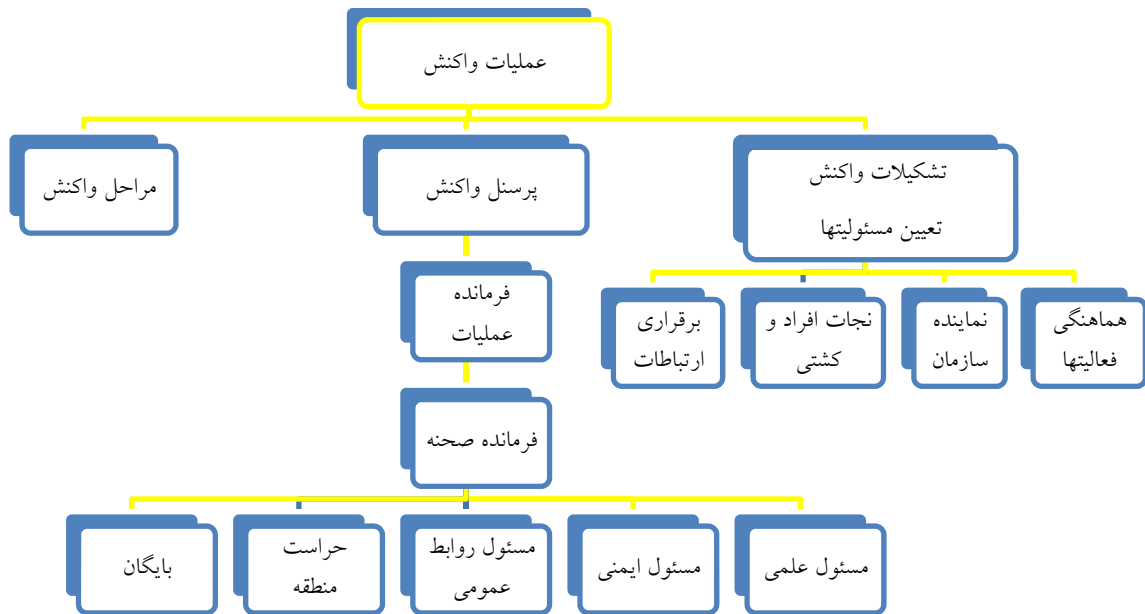 عملیات واکنش
تشکیلات واکنش
تعیین مسئولیتها
پرسنل واکنش
مراحل واکنش
هماهنگی
فعالیتها
نماینده
سازمان
نجات افراد و
کشتی
برقراری
ارتباطات
فرمانده
عملیات
فرمانده صحنه
مسئول علمی
مسئول ایمنی
مسئول روابط
عمومی
حراست
منطقه
بایگان